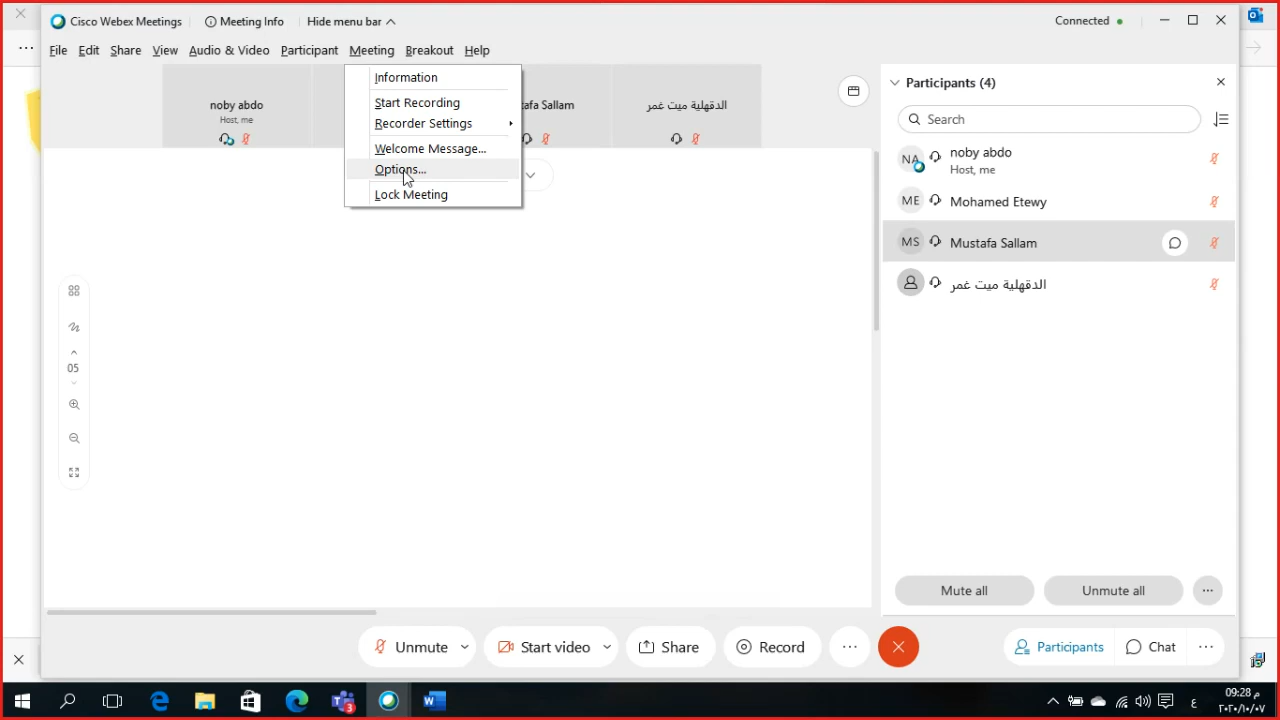 Cisco Webex Meetings
Meeting Info
Hide menu bar
Connected
File
Edit
Share
View
Audio & Video
Participant
Meeting
Breakout
Help
Information
Start Recording
Recorder Settings
Welcome Message...
Options...
Lock Meeting
noby abdo
Host, me
tafa Sallam
الدقهلية ميت غمر
Participants (4)
Search
NA
noby abdo
Host, me
ME
Mohamed Etewy
MS
Mustafa Sallam
الدقهلية ميت غمر
05
Mute all
Unmute all
Unmute
Start video
Share
Record
Participants
Chat
3
ع
09:28 م
٢٠٢٠/١٠/٠٧